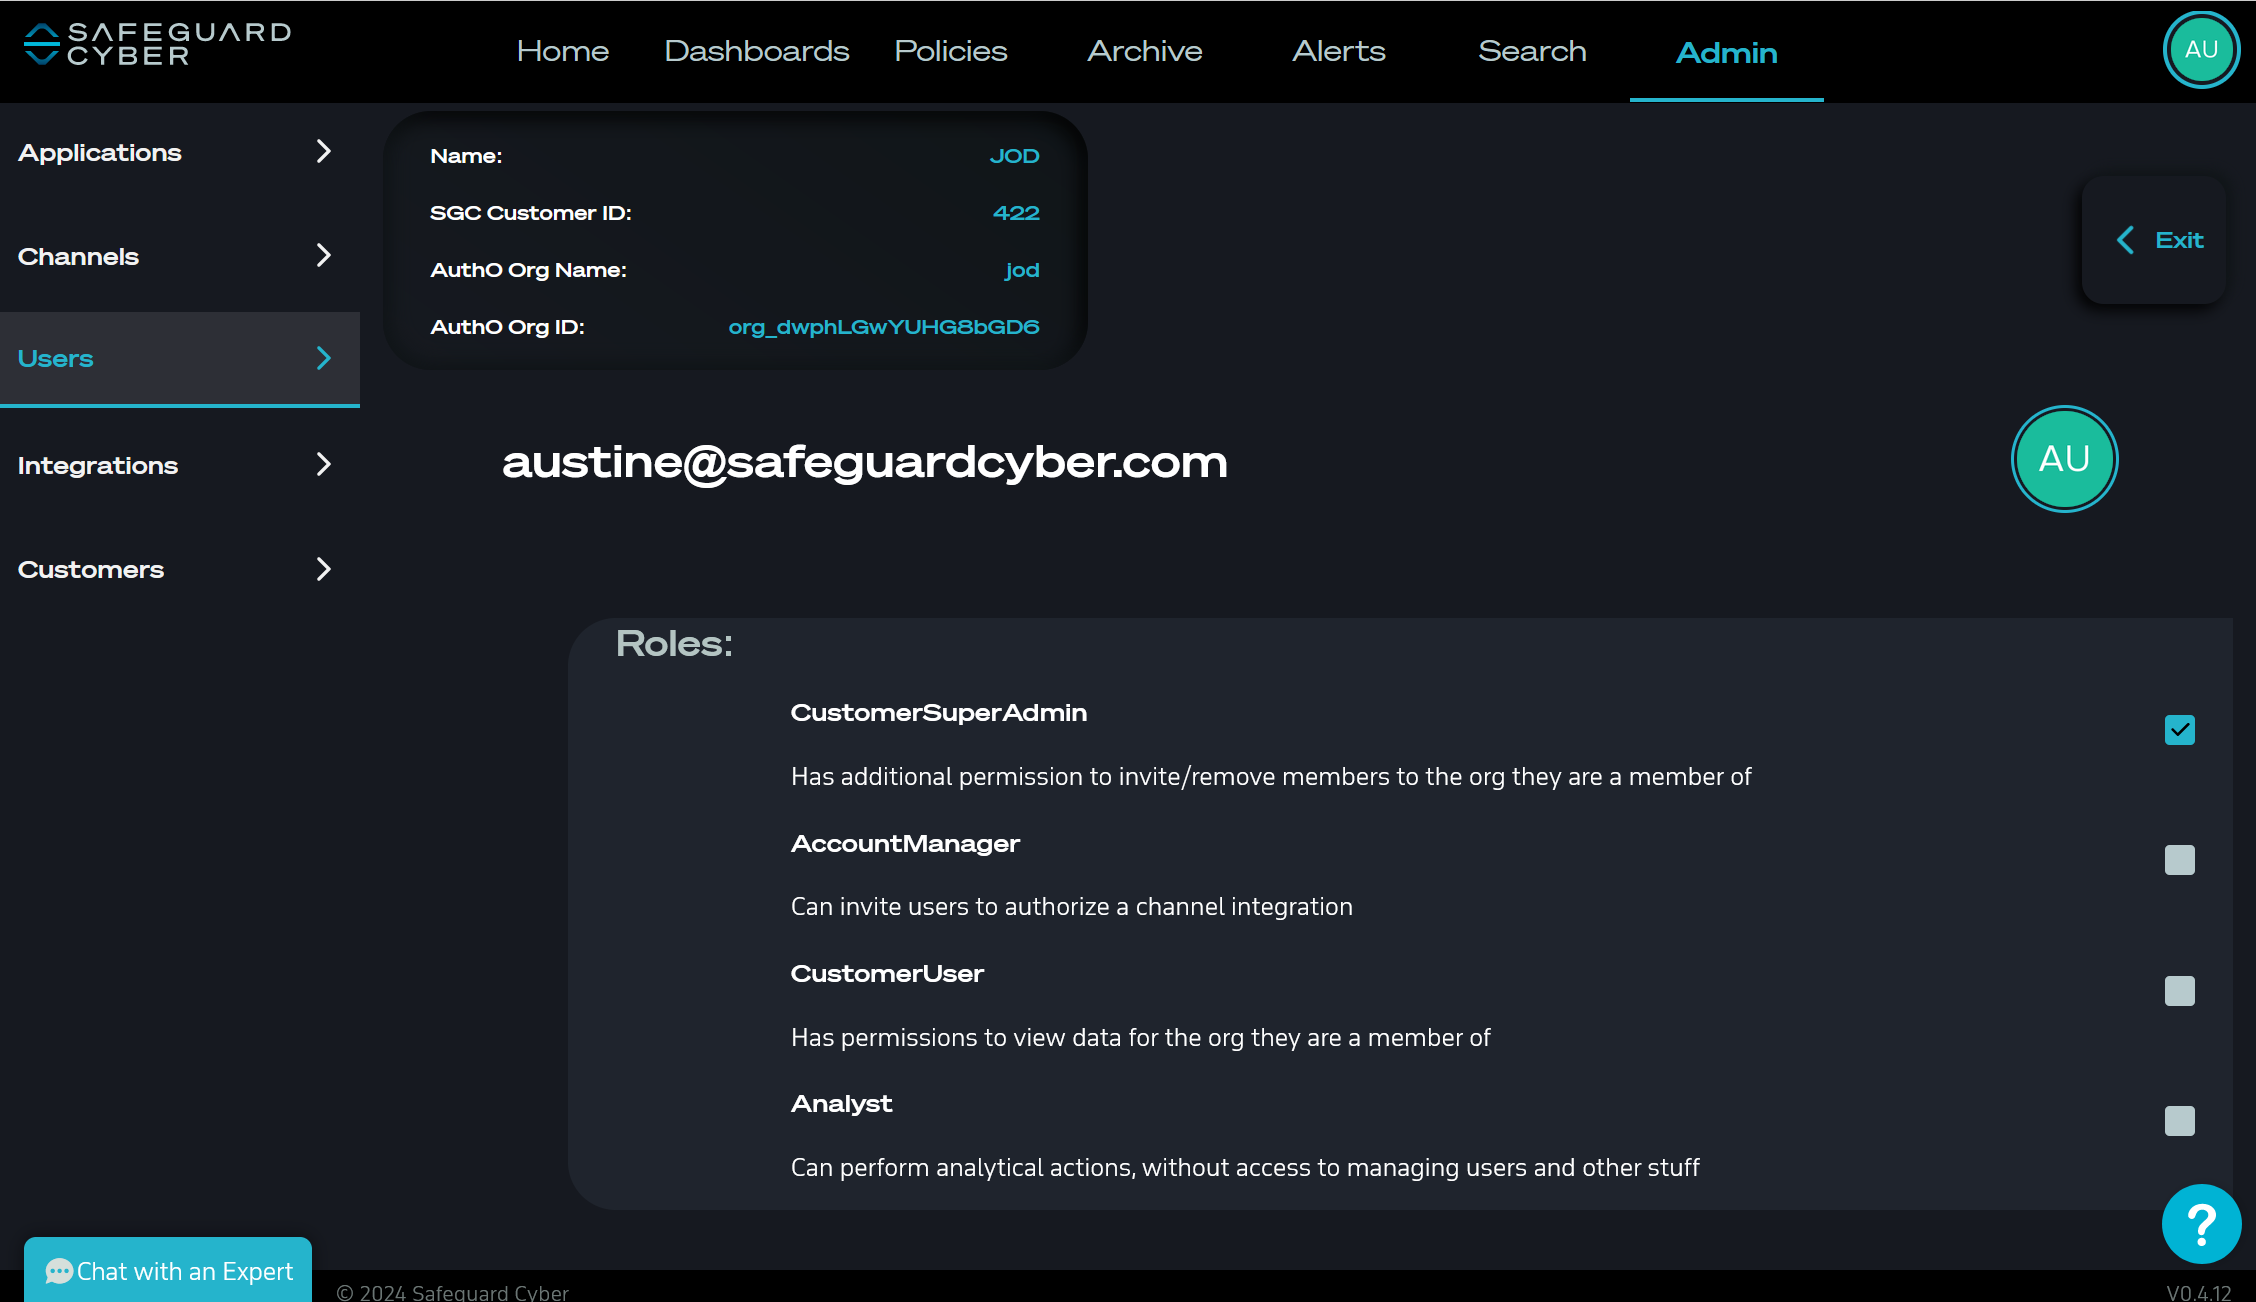 SAFEGUARD
CYBER
Home Dashboards Policies Archive Alerts Search Admin
AU
Applications
Channels
Users
Integrations
Customers
Name: JOD
SGC Customer ID: 422
AuthO Org Name: jod
AuthO Org ID: org_dwphLGwYUHG8bGD6
Exit
austine@safeguardcyber.com
AU
Roles:
CustomerSuperAdmin
Has additional permission to invite/remove members to the org they are a member of
AccountManager
Can invite users to authorize a channel integration
CustomerUser
Has permissions to view data for the org they are a member of
Analyst
Can perform analytical actions, without access to managing users and other stuff
?
Chat with an Expert
© 2024 Safeguard Cyber
V0.4.12